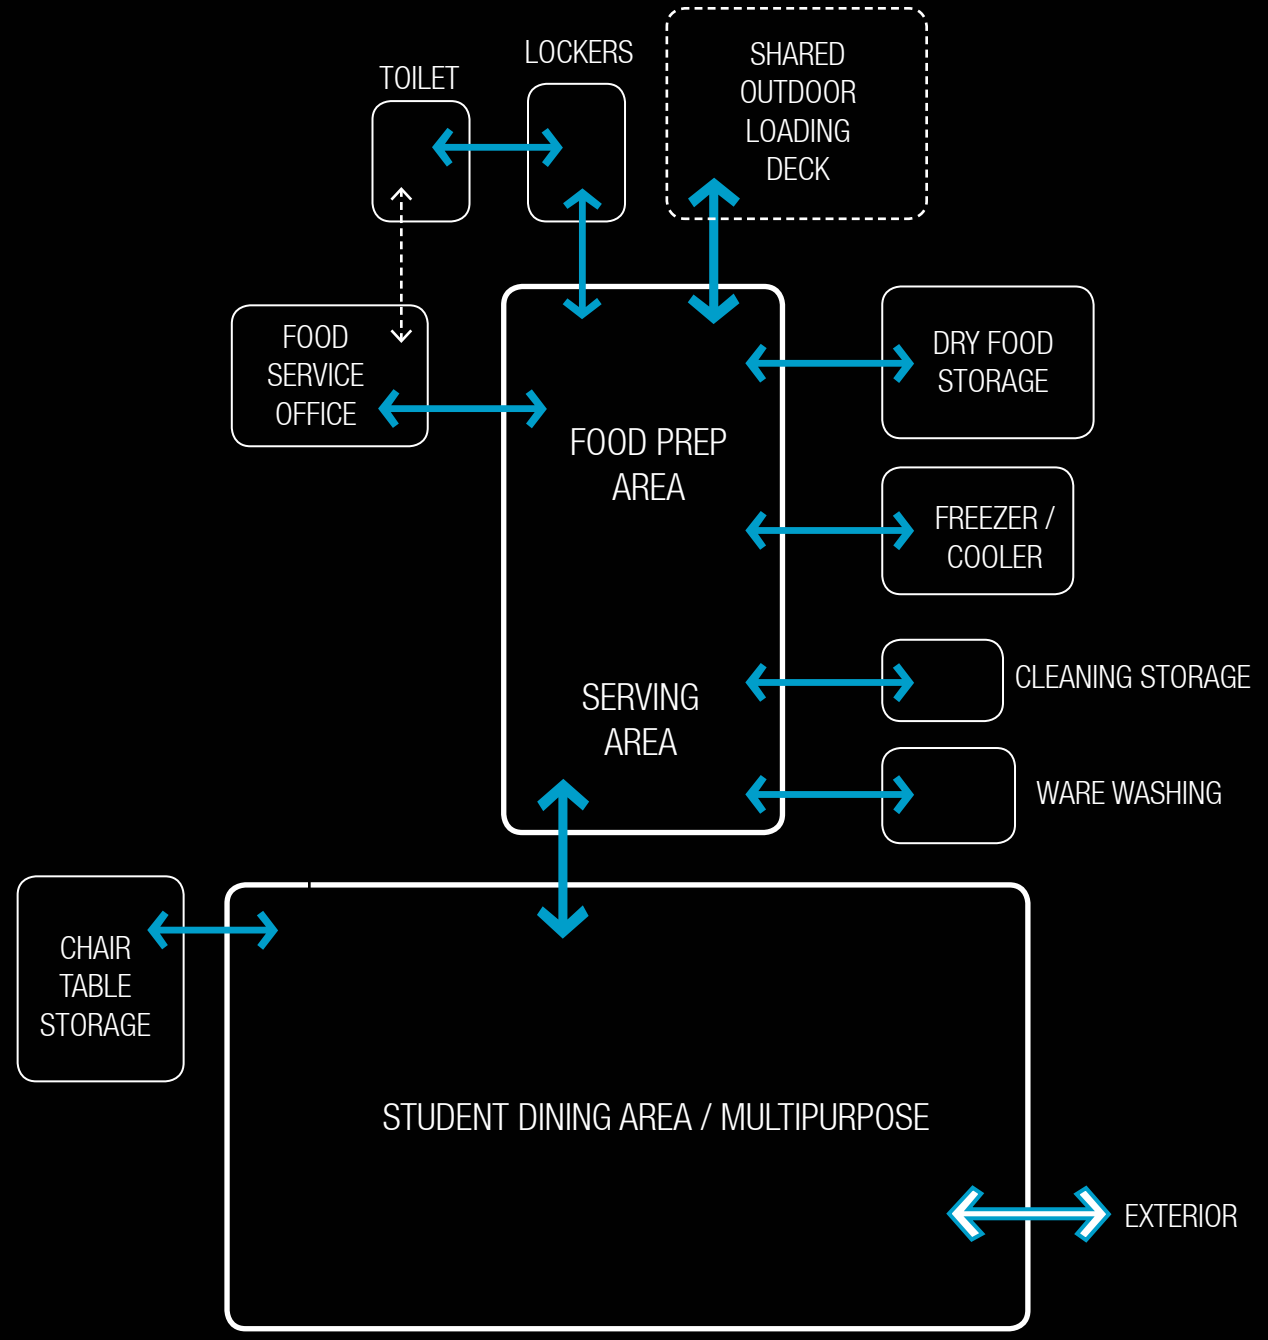 LOCKERS
TOILET
SHARED
OUTDOOR
LOADING
DECK
FOOD
SERVICE
OFFICE
DRY FOOD
STORAGE
FOOD PREP
AREA
FREEZER /
COOLER
SERVING
AREA
CLEANING STORAGE
WARE WASHING
CHAIR
TABLE
STORAGE
STUDENT DINING AREA / MULTIPURPOSE
EXTERIOR